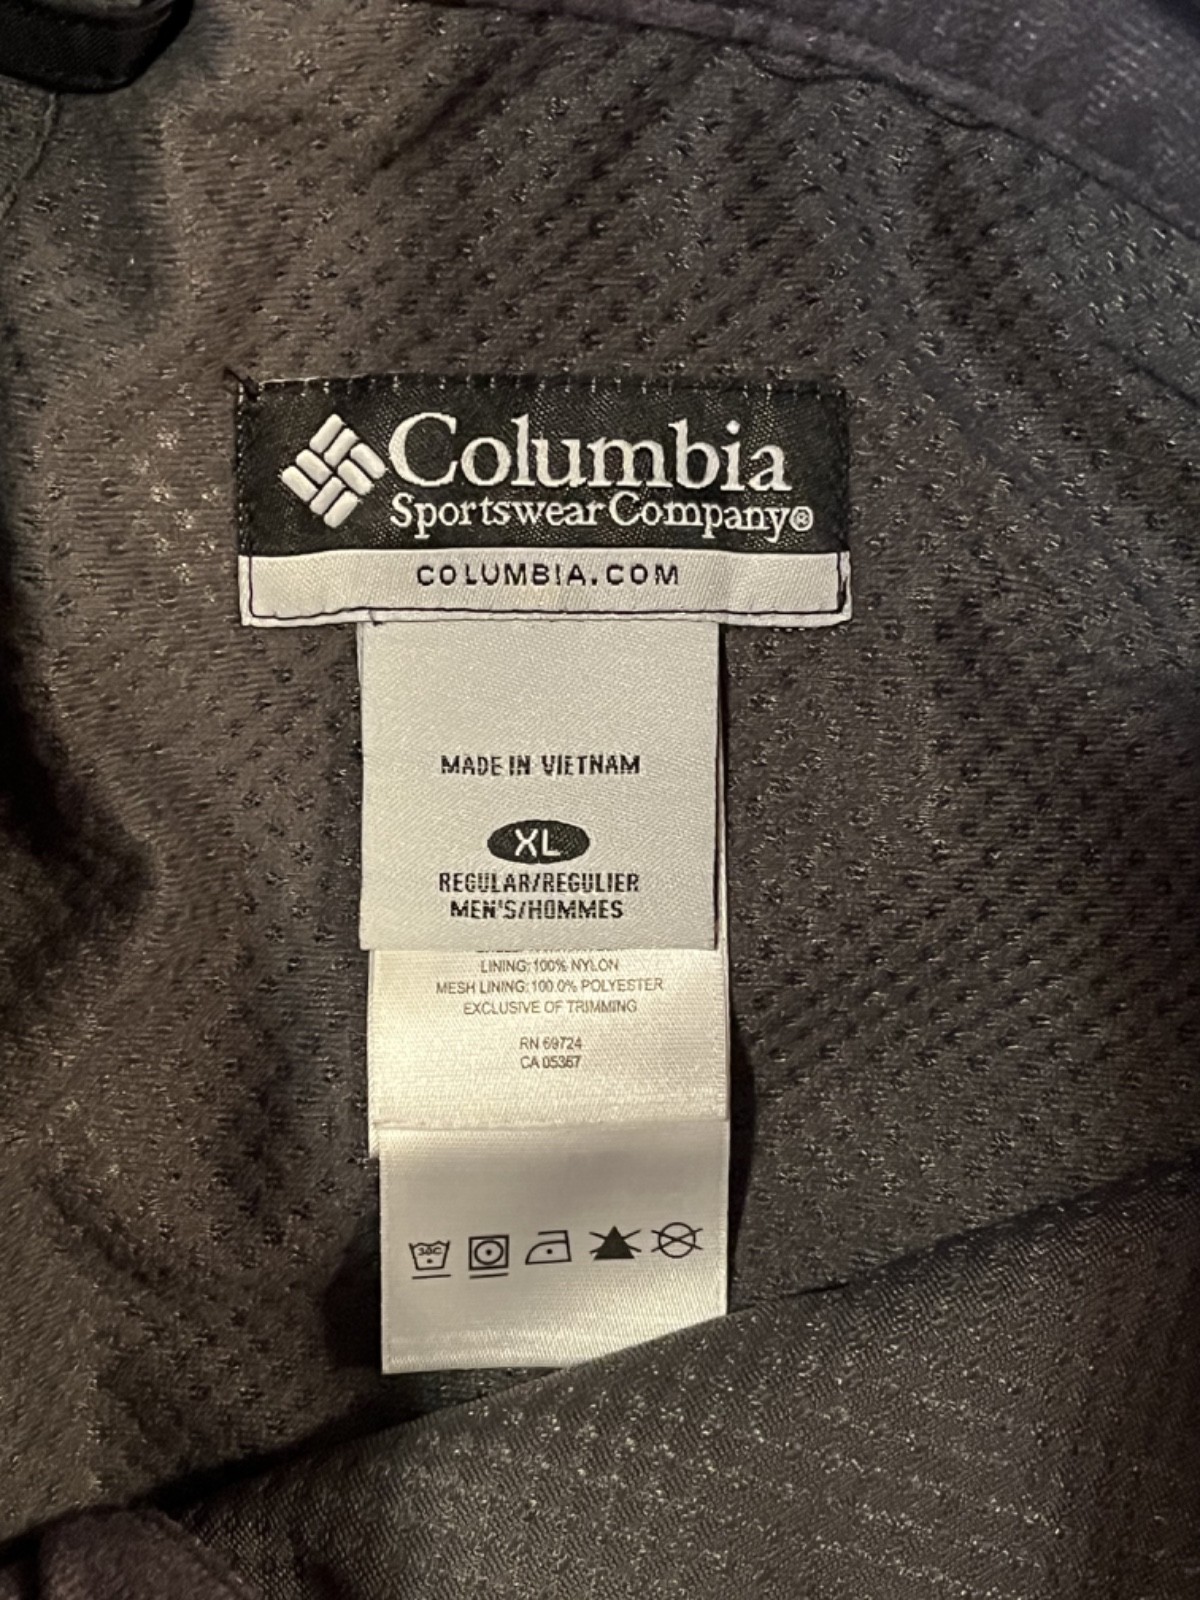 Columbia
Sportswear Company®
COLUMBIA.COM
MADE IN VIETNAM
XL
REGULAR/REGULIER
MEN'S/HOMMES
LINING: 100% NYLON
MESH LINING: 100.0% POLYESTER
EXCLUSIVE OF TRIMMING
RN 69724
CA 05367
30C